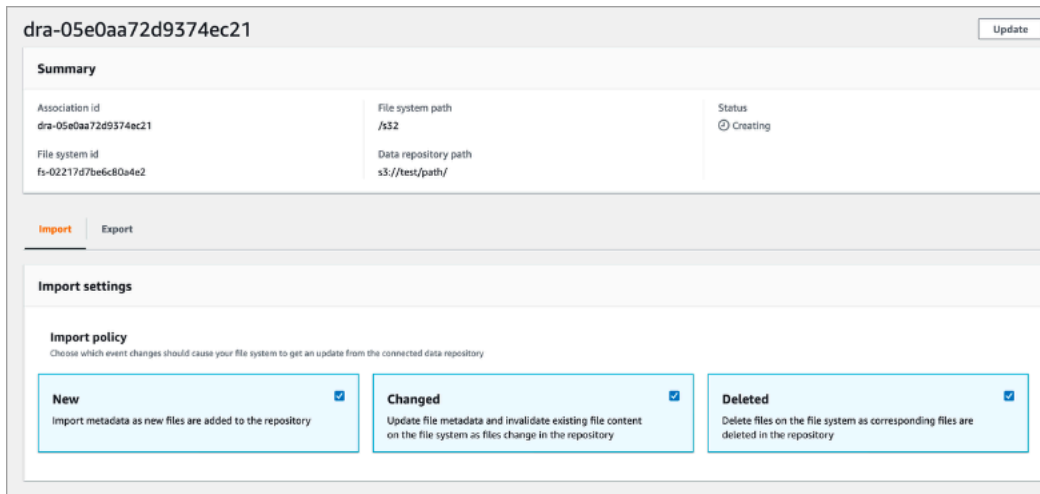 dra-05e0aa72d9374ec21
Update
Summary
Association id
dra-05e0aa72d9374ec21
File system id
fs-02217d7be6c80a4e2
File system path
/s32
Data repository path
s3://test/path/
Status
Creating
Import
Export
Import settings
Import policy
Choose which event changes should cause your file system to get an update from the connected data repository
New
Import metadata as new files are added to the repository
Changed
Update file metadata and invalidate existing file content
on the file system as files change in the repository
Deleted
Delete files on the file system as corresponding files are
deleted in the repository